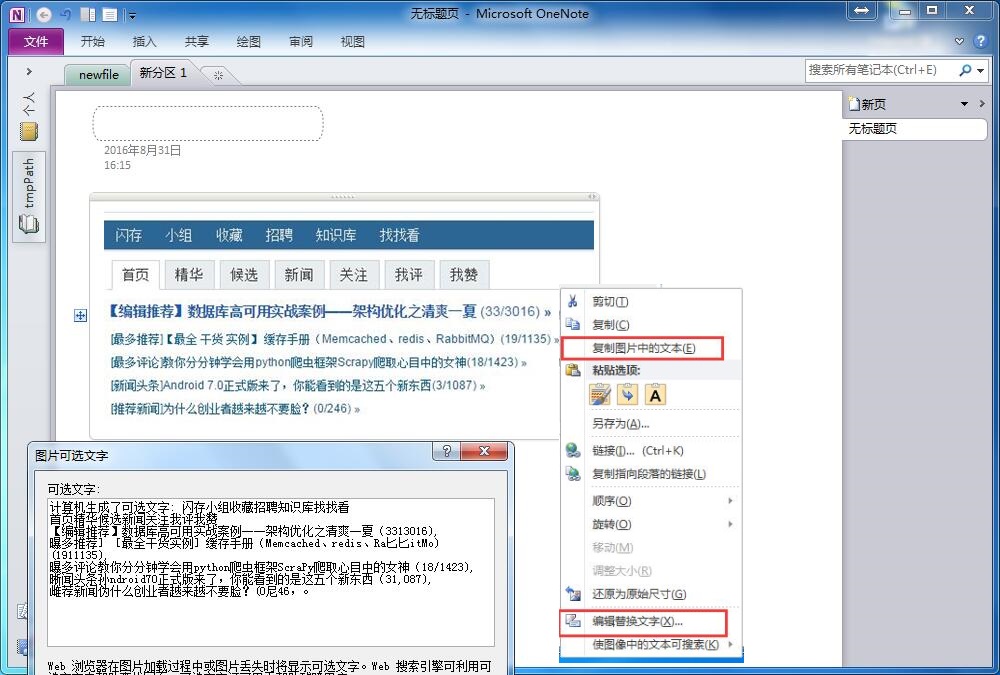 无标题页 - Microsoft OneNote
文件 开始 插入 共享 绘图 审阅 视图
newfile 新分区 1
搜索所有笔记本(Ctrl+E)
个人
tmpPath
新页
无标题页
2016年8月31日
16:15
闪存 小组 收藏 招聘 知识库 找找看
首页 精华 候选 新闻 关注 我评 我赞
【编辑推荐】数据库高可用实战案例——架构优化之清爽一夏 (33/3016) »
[最多推荐]【最全 干货 实例】 缓存手册（Memcached、redis、RabbitMQ）(19/1135) »
[最多评论]教你分分钟学会用python爬虫框架Scrapy爬取心目中的女神(18/1423) »
[新闻头条]Android 7.0正式版来了，你能看到的是这五个新东西(3/1087) »
[推荐新闻]为什么创业者越来越不要脸？(0/246) »
剪切(T)
复制(C)
复制图片中的文本(E)
粘贴选项:
A
另存为(A)...
链接(I)... (Ctrl+K)
复制指向段落的链接(L)
顺序(O)
旋转(O)
移动(M)
调整大小(R)
还原为原始尺寸(G)
编辑替换文字(X)...
使图像中的文本可搜索(K)
图片可选文字
可选文字:
计算机生成了可选文字: 闪存小组收藏招聘知识库找找看
首页精华候选新闻关注我评我赞
【编辑推荐】数据库高可用实战案例——架构优化之清爽一夏（3313016),
曝多推荐］［最全干货实例］缓存手册（Memcached、redis、Ra匕匕itMo）
(1911135),
曝多评论教你分分钟学会用python爬虫框架ScraPy爬取心目中的女神（18/1423),
晰闻头条孙ndroid70正式版来了，你能看到的是这五个新东西（31,087),
雌荐新闻伪什么创业者越来越不要脸？⑴尼46，。
Web 浏览器在图片加载过程中或图片丢失时将显示可选文字。Web 搜索引擎可利用可